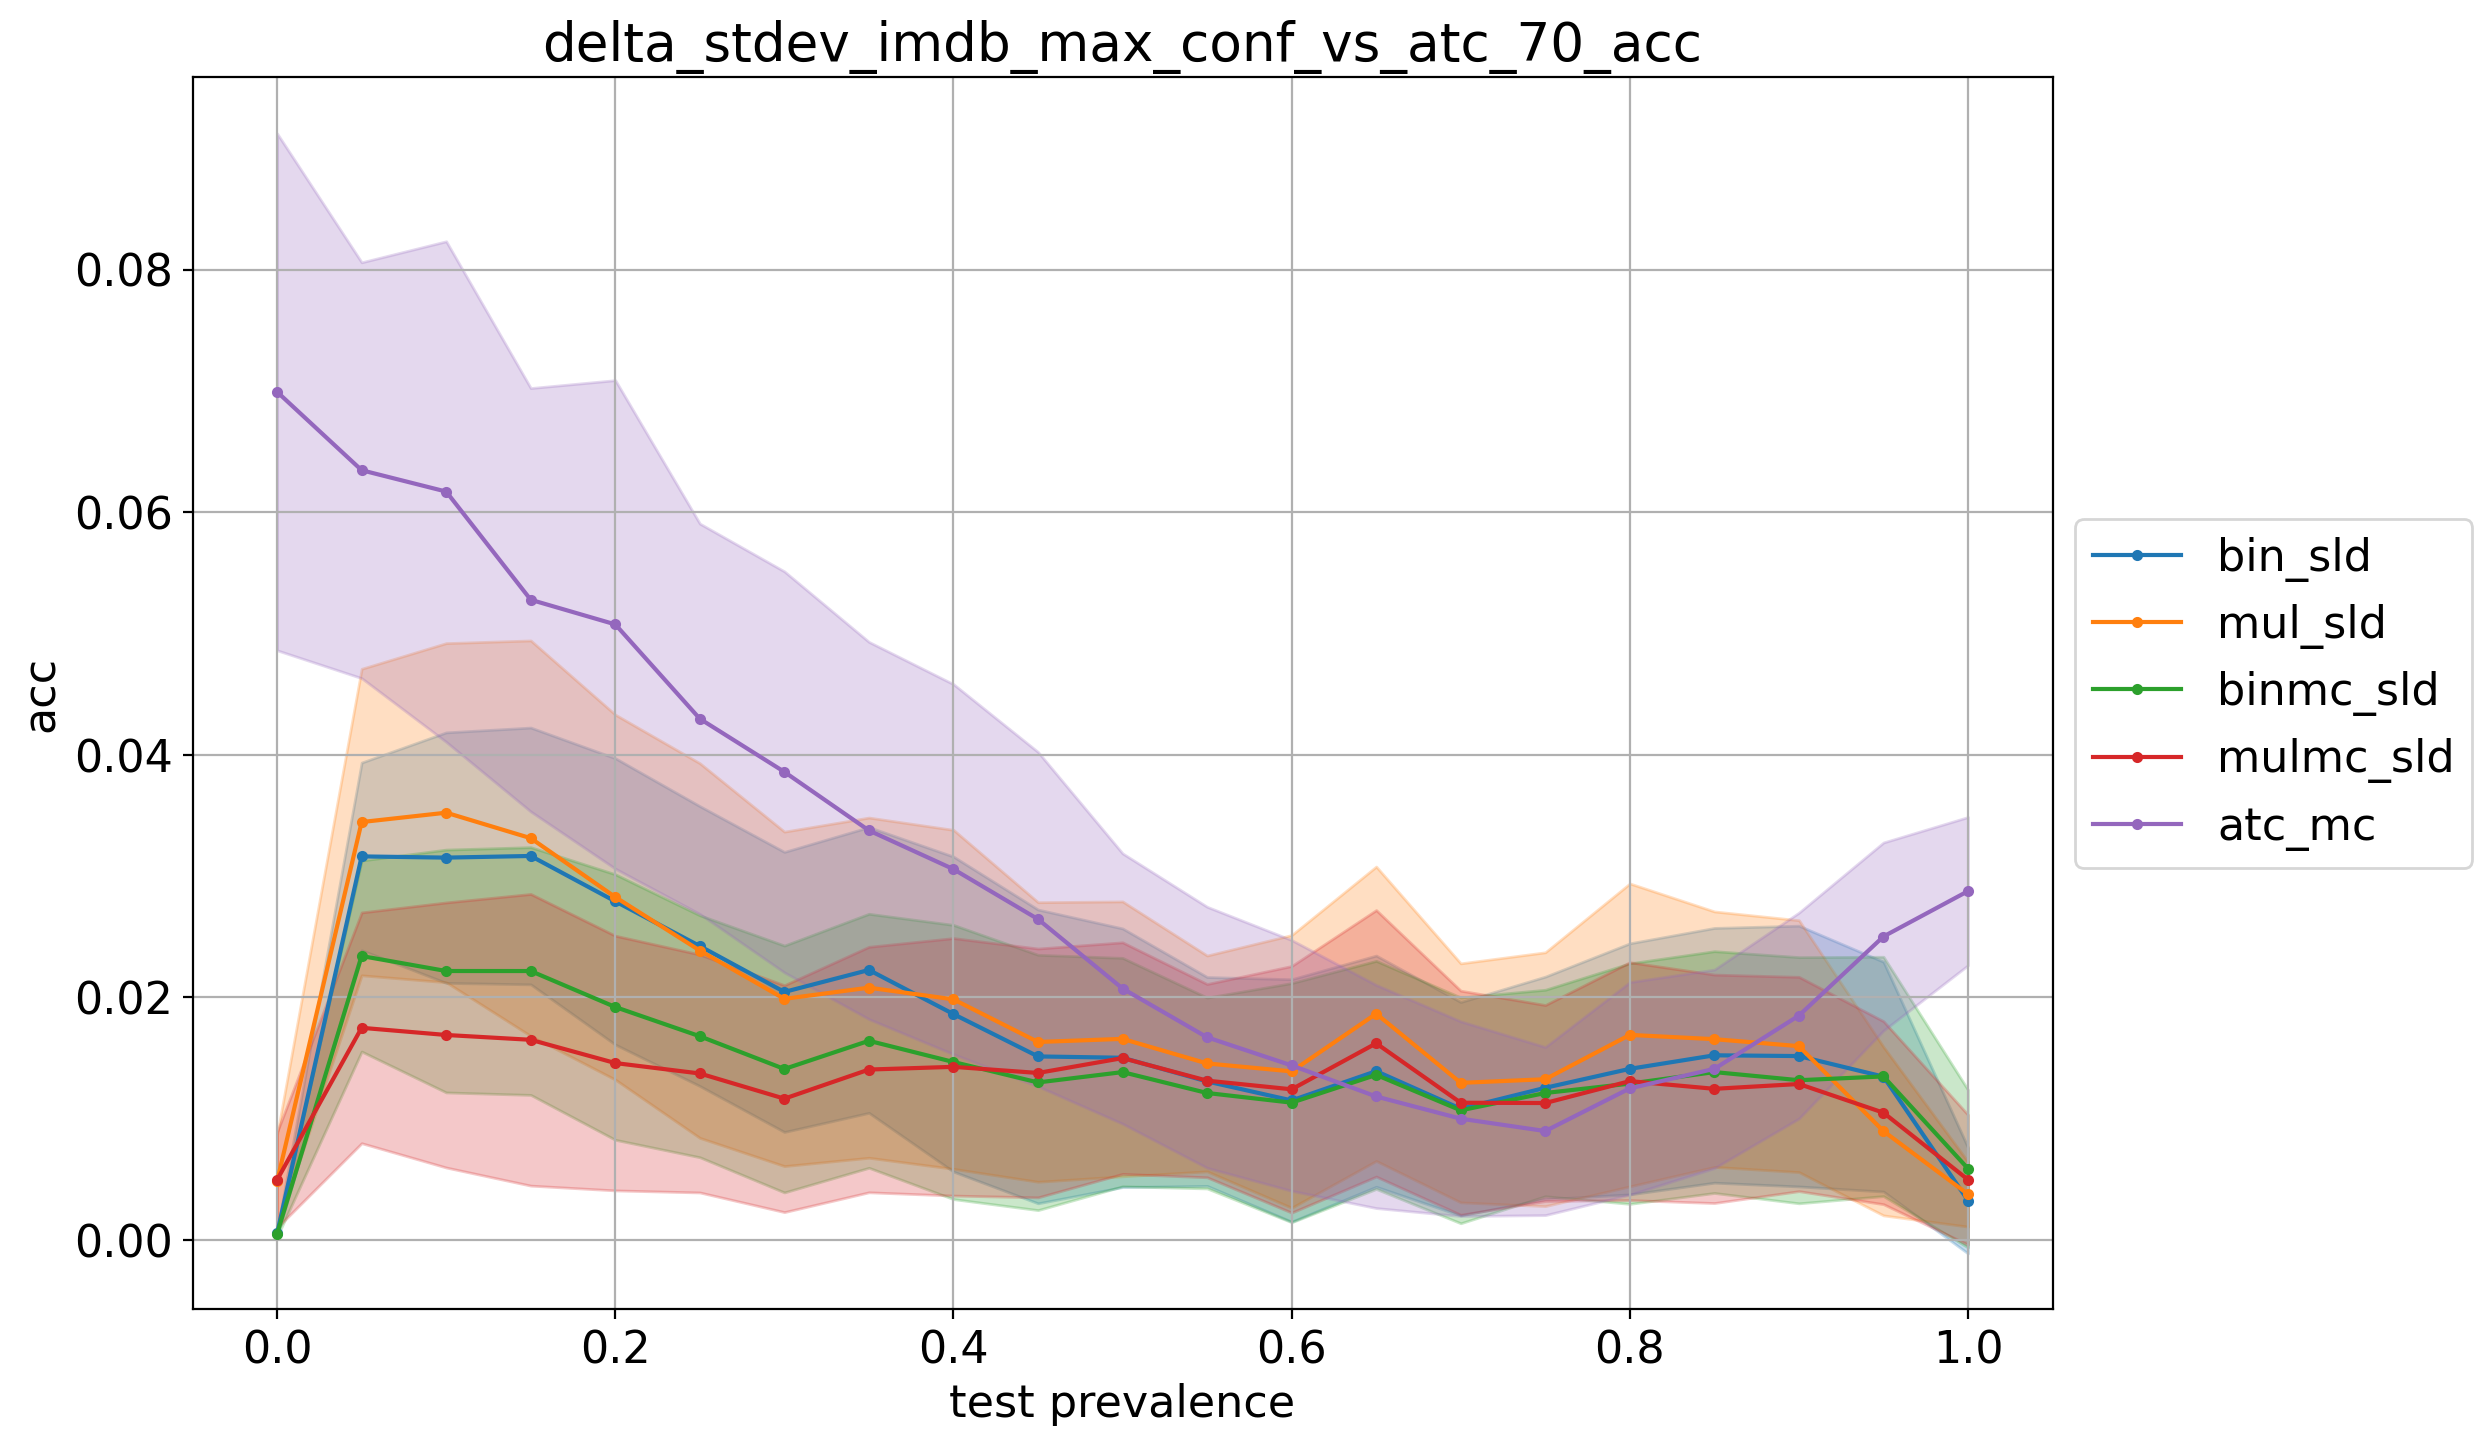 delta_stdev_imdb_max_conf_vs_atc_70_acc
acc
0.08
0.06
0.04
0.02
0.00
0.0 0.2 0.4 0.6 0.8 1.0
test prevalence
bin_sld
mul_sld
binmc_sld
mulmc_sld
atc_mc